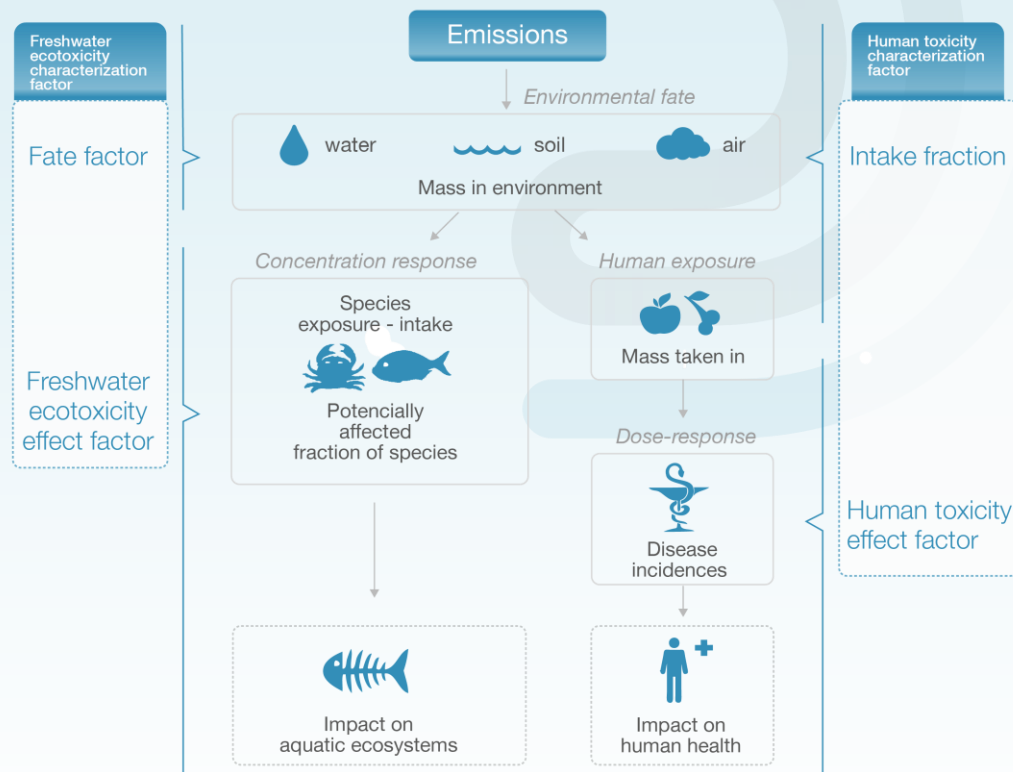 Freshwater
ecotoxicity
characterization
factor
Emissions
Human toxicity
characterization
factor
Environmental fate
Fate factor
water
soil
air
Intake fraction
Mass in environment
Concentration response
Human exposure
Species
exposure - intake
Mass taken in
Freshwater
ecotoxicity
effect factor
Potencially
affected
fraction of species
Dose-response
Human toxicity
effect factor
Disease
incidences
Impact on
aquatic ecosystems
Impact on
human health